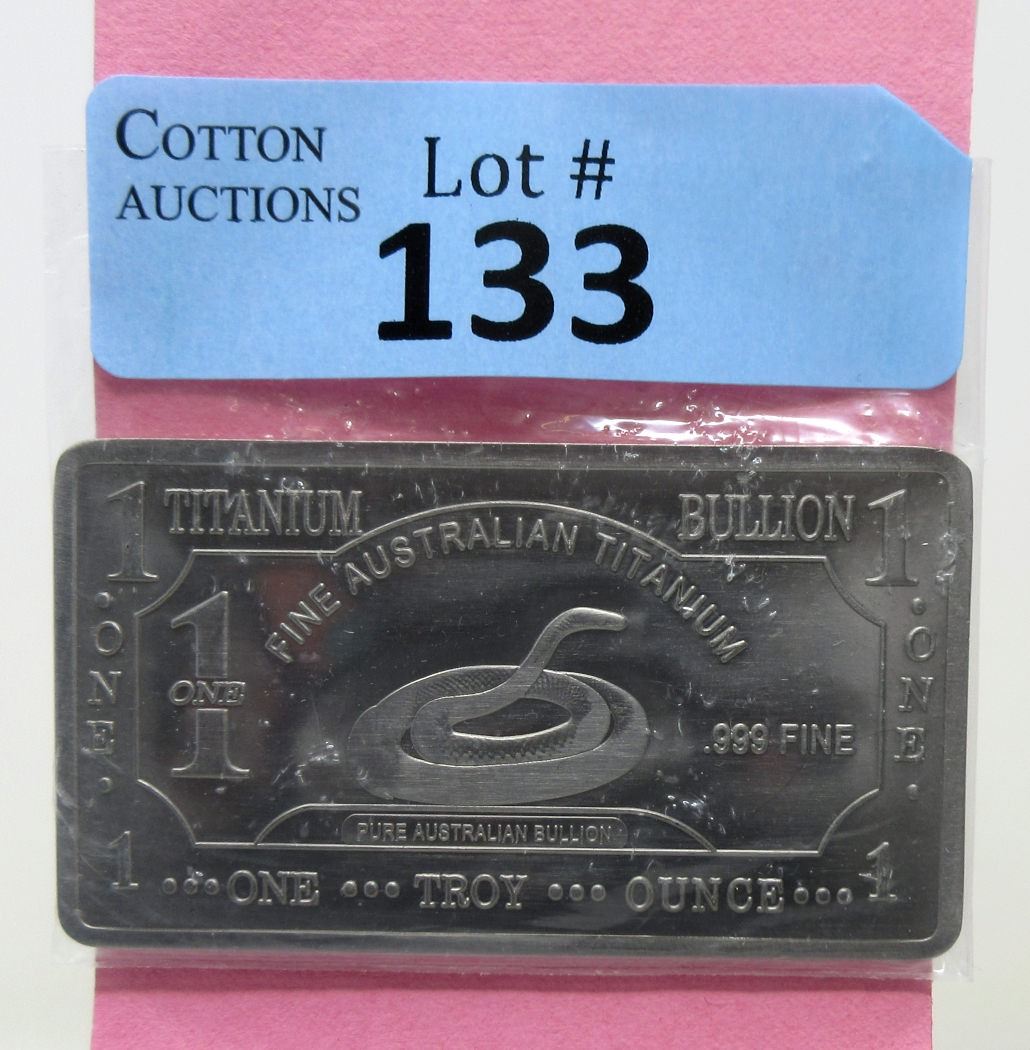 COTTON
AUCTIONS
Lot #
133
1 TITANIUM BULLION 1
FINE AUSTRALIAN TITANIUM
1
ONE
.ONE.
.ONE.
.999 FINE
PURE AUSTRALIAN BULLION
1 ...ONE ... TROY ... OUNCE... 1